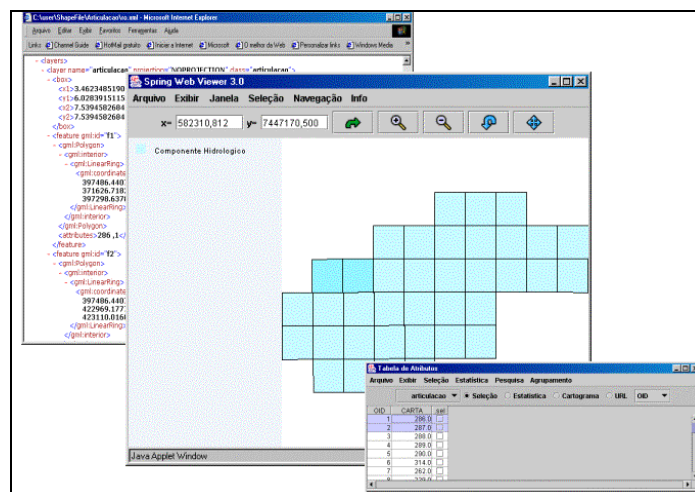 C:\user\ShapeFile\Articulacao\so.xml - Microsoft Internet Explorer
Arquivo Editar Exibir Favoritos Ferramentas Ajuda
Links Channel Guide HotMail gratuito Iniciar a Internet Microsoft O melhor da Web Personalizar links Windows Media
- <layers>
- <layer name="articulacao" projection="NOPROJECTION" class="articulacao">
- <box>
<x1>3.4623485190
<y1>6.0283915115
<x2>7.5394582684
<y2>7.5394582684
</box>
- <feature gml:id="f1">
- <gml:Polygon>
- <gml:interior>
- <gml:LinearRing>
<gml:coordinate
397486.440
371626.718
397298.637
</gml:LinearRing>
</gml:interior>
</gml:Polygon>
<attributes>286 ,1</
</feature>
- <feature gml:id="f2">
- <gml:Polygon>
- <gml:interior>
- <gml:LinearRing>
<gml:coordinate
397486.440
422969.177
423110.016
</gml:LinearRing>
</gml:interior>
Spring Web Viewer 3.0
Arquivo Exibir Janela Seleção Navegação Info
x= 582310,812 y= 7447170,500
Componente Hidrologico
Java Applet Window
Tabela de Atributos
Arquivo Exibir Seleção Estatística Pesquisa Agrupamento
articulacao Seleção Estatistica Cartograma URL OID
OID CARTA sel
1 286.0
2 287.0
3 288.0
4 289.0
5 290.0
6 314.0
7 262.0